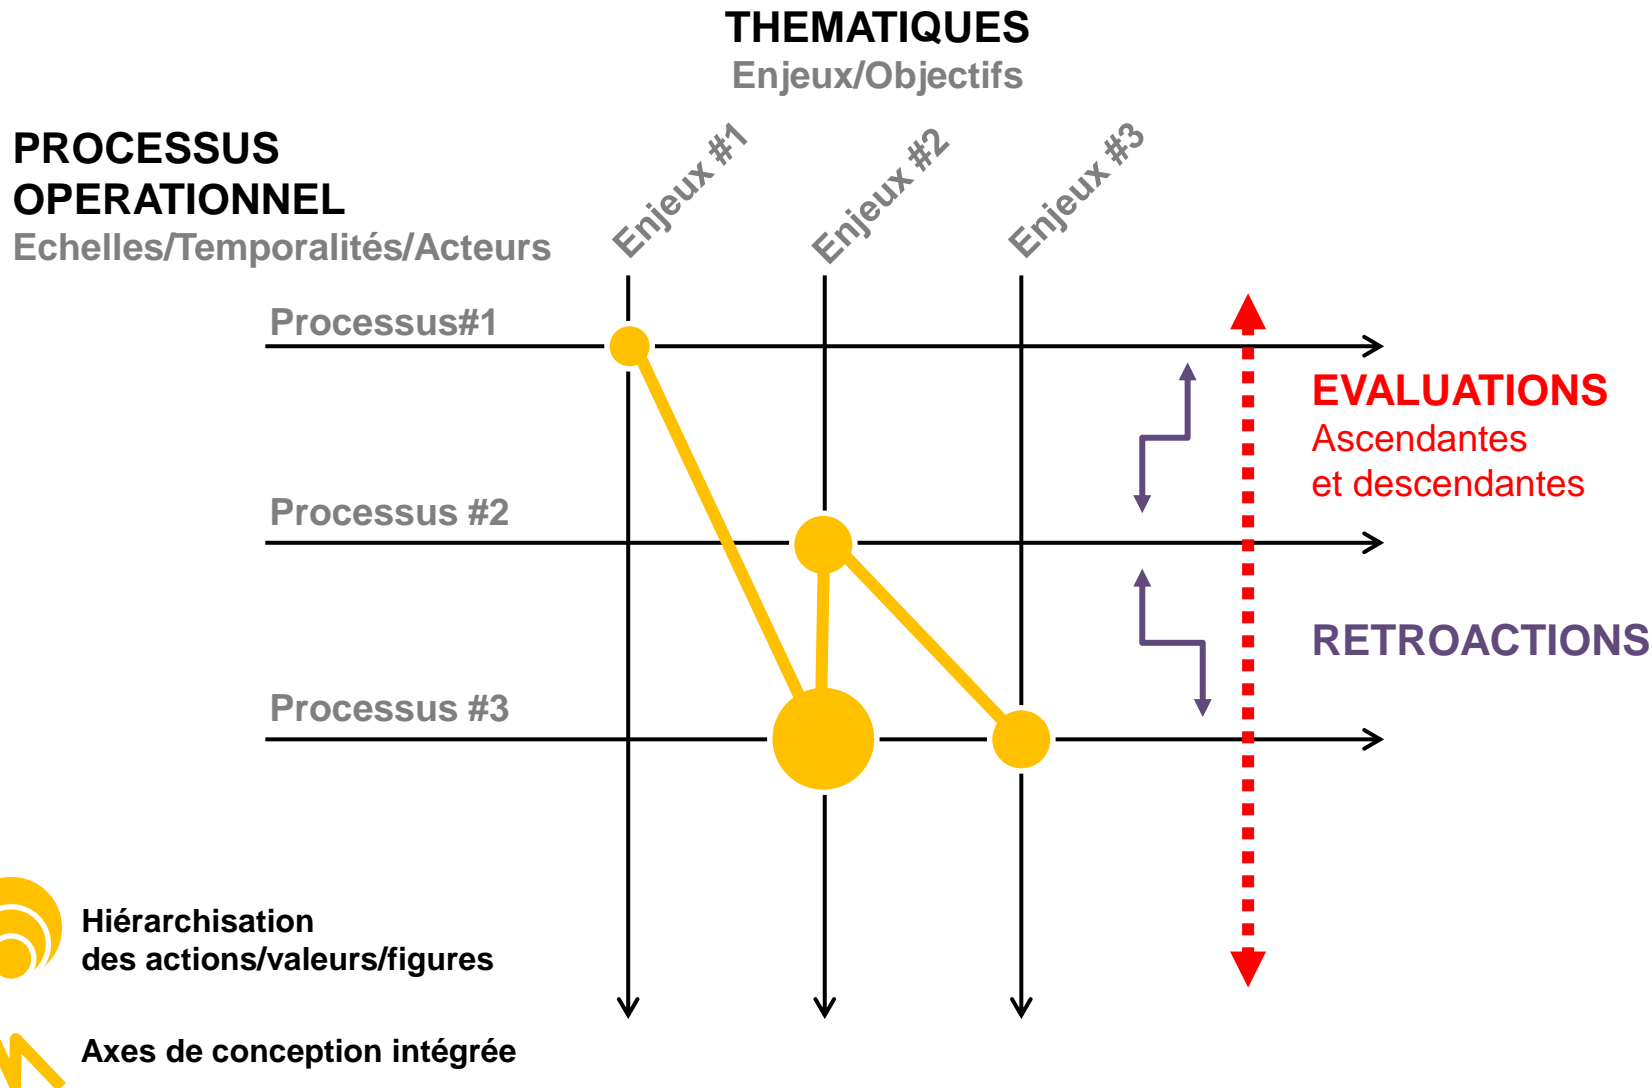 THEMATIQUES
Enjeux/Objectifs
PROCESSUS
OPERATIONNEL
Echelles/Temporalités/Acteurs
Enjeux #1
Enjeux #2
Enjeux #3
Processus#1
EVALUATIONS
Ascendantes
et descendantes
Processus #2
RETROACTIONS
Processus #3
Hiérarchisation
des actions/valeurs/figures
Axes de conception intégrée